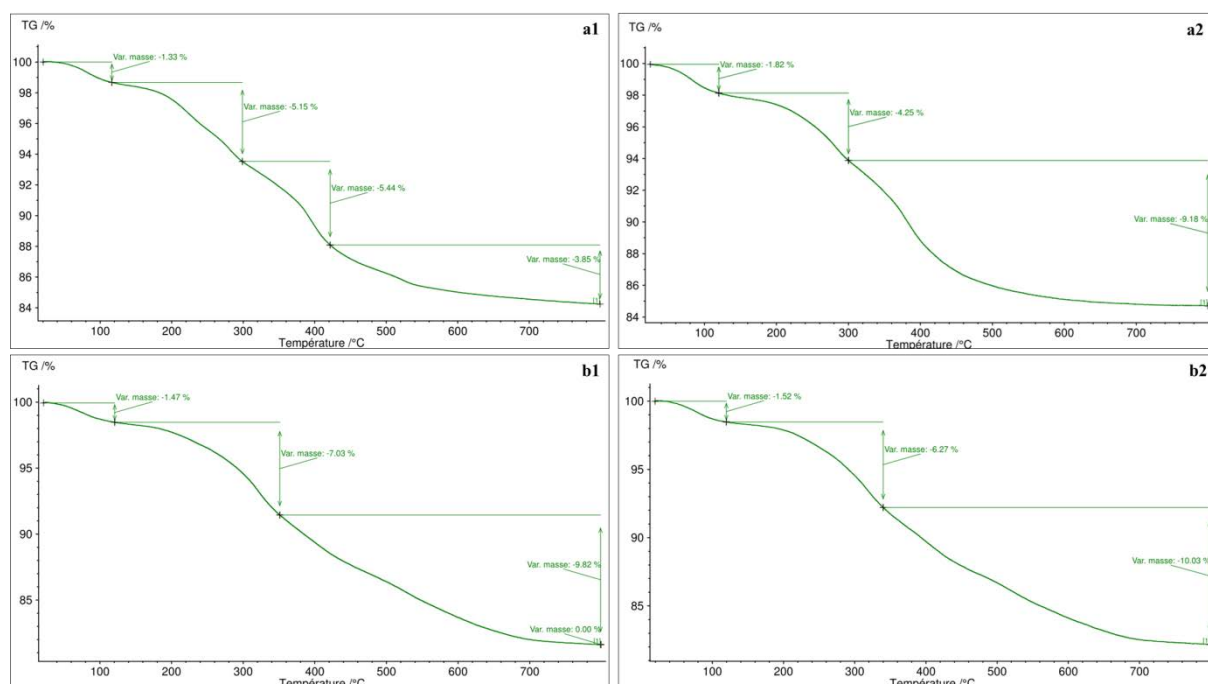 TG /%
a1
Var. masse: -1.33 %
100
98
Var. masse: -5.15 %
96
94
92
Var. masse: -5.44 %
90
88
Var. masse: -3.85 %
86
84
[1]
100 200 300 400 500 600 700
Température /°C
TG /%
a2
100
Var. masse: -1.82 %
98
96
Var. masse: -4.25 %
94
92
90
Var. masse: -9.18 %
88
86
84
[1]
100 200 300 400 500 600 700
Température /°C
TG /%
b1
Var. masse: -1.47 %
100
95
Var. masse: -7.03 %
90
Var. masse: -9.82 %
85
Var. masse: 0.00 %
[1]
100 200 300 400 500 600 700
Température /°C
TG /%
b2
Var. masse: -1.52 %
100
95
Var. masse: -6.27 %
90
Var. masse: -10.03 %
85
[1]
100 200 300 400 500 600 700
Température /°C